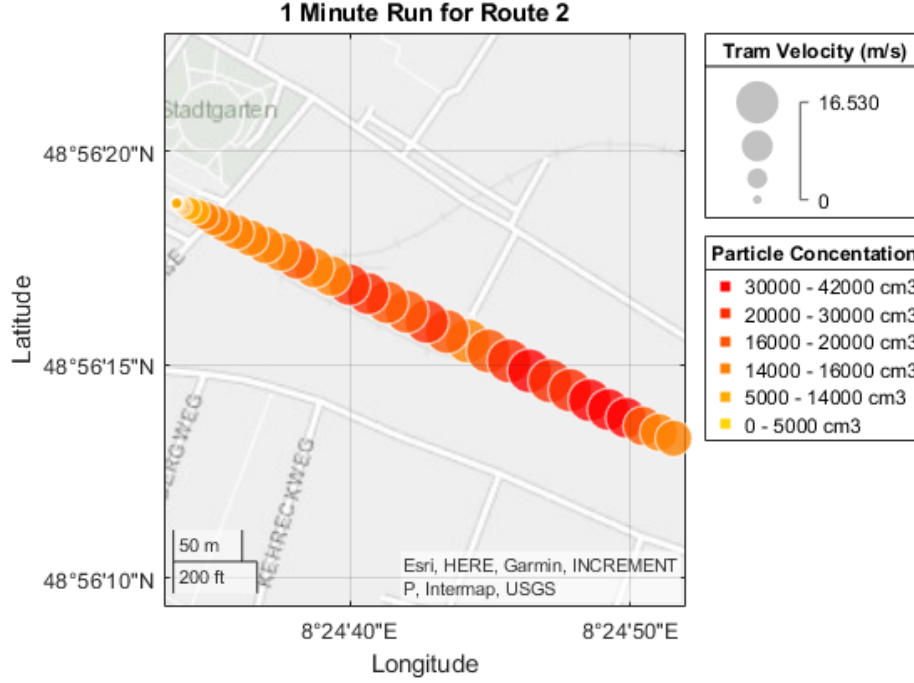 1 Minute Run for Route 2
Stadtgarten
48°56'20"N
48°56'15"N
48°56'10"N
Latitude
BERGWEG
KEHRECKWEG
50 m
200 ft
Esri, HERE, Garmin, INCREMENT
P, Intermap, USGS
8°24'40"E
8°24'50"E
Longitude
Tram Velocity (m/s)
16.530
0
Particle Concentation
30000 - 42000 cm3
20000 - 30000 cm3
16000 - 20000 cm3
14000 - 16000 cm3
5000 - 14000 cm3
0 - 5000 cm3